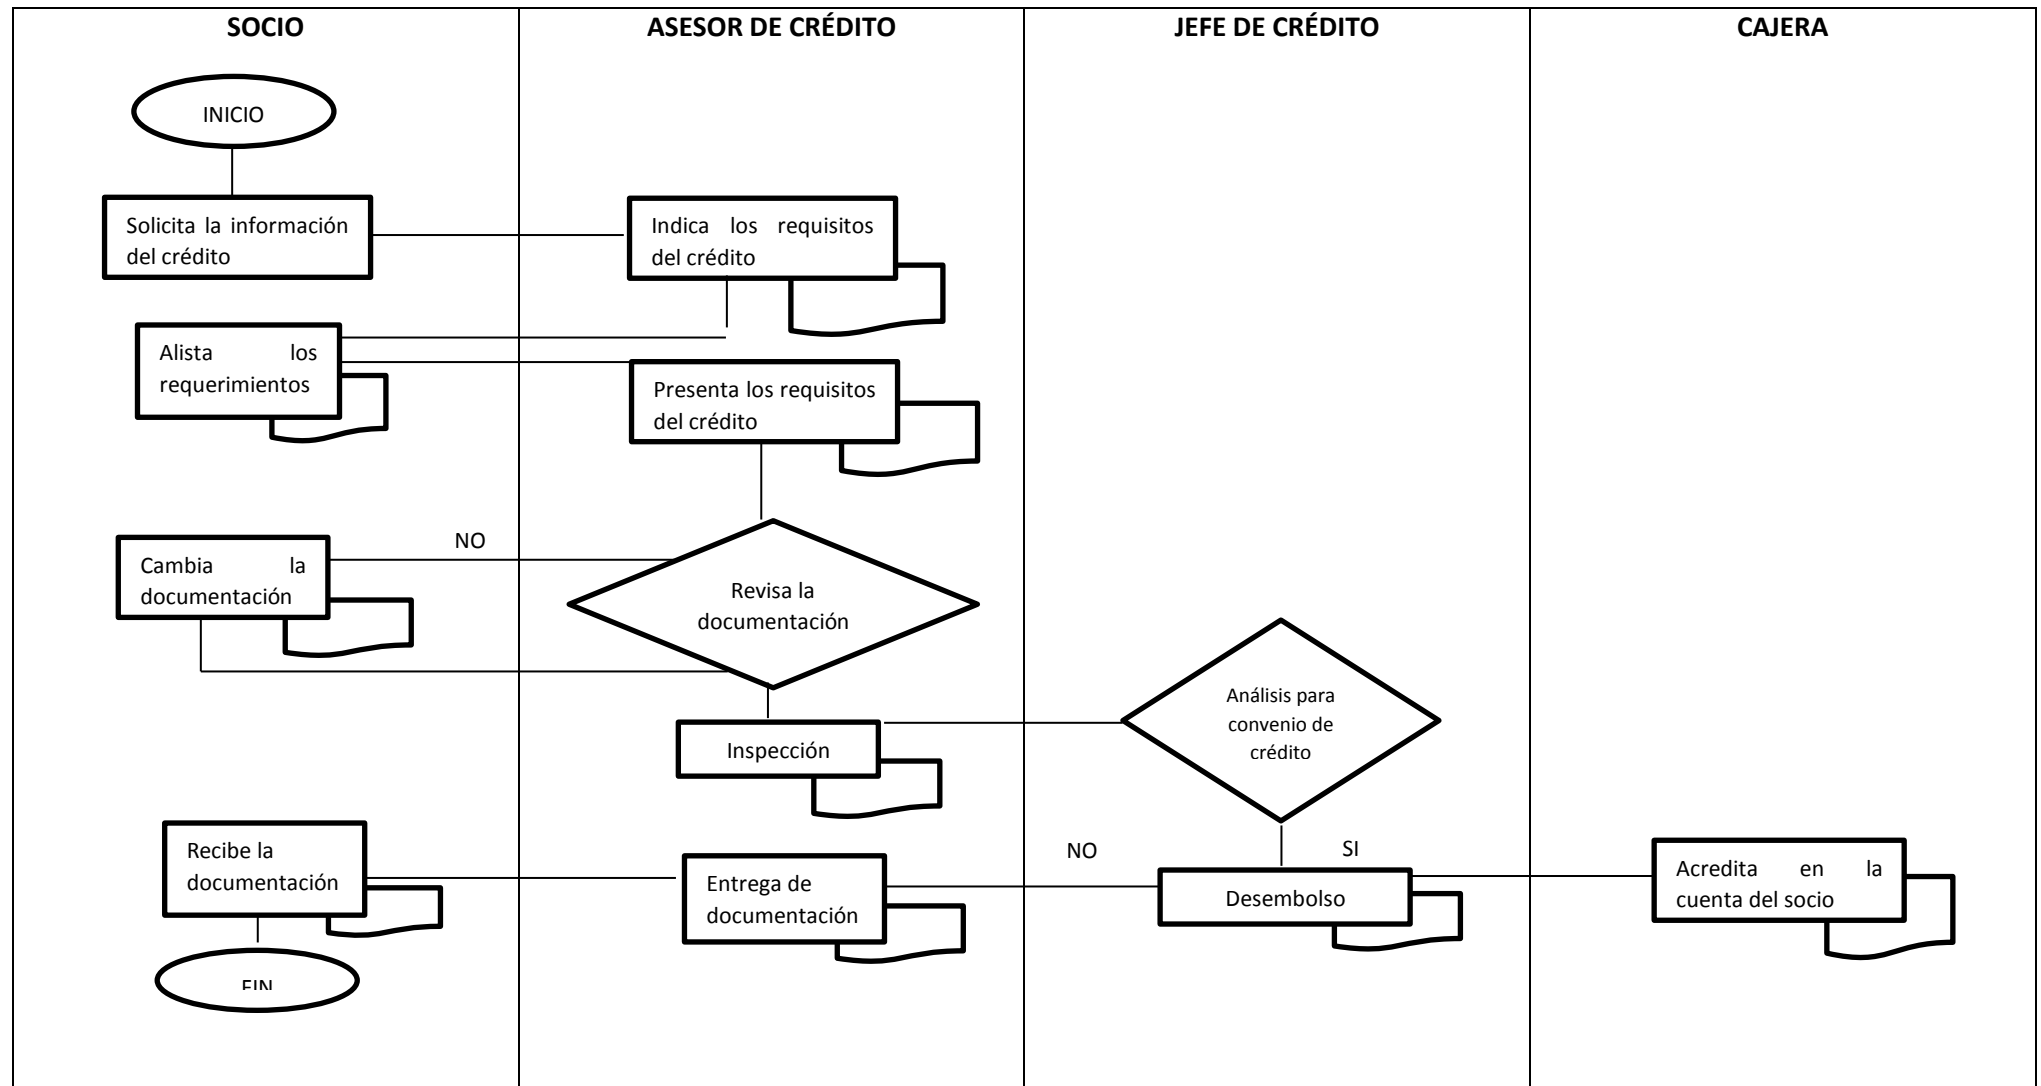 SOCIO
ASESOR DE CRÉDITO
JEFE DE CRÉDITO
CAJERA
INICIO
Solicita la información
del crédito
Indica los requisitos
del crédito
Alista los
requerimientos
Presenta los requisitos
del crédito
NO
Cambia la
documentación
Revisa la
documentación
Análisis para
convenio de
crédito
Inspección
Recibe la
documentación
Entrega de
documentación
NO
SI
Desembolso
Acredita en la
cuenta del socio
FIN